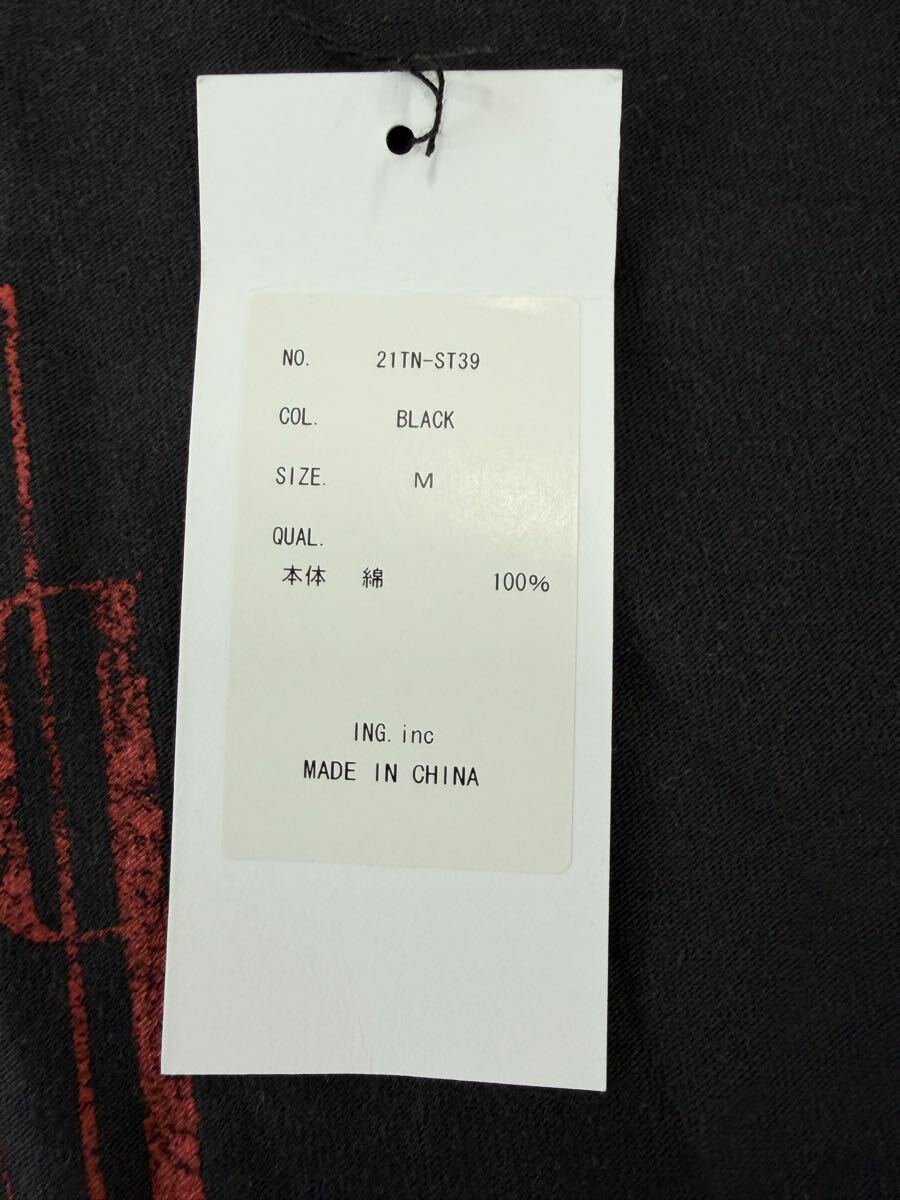 NO. 21TN-ST39
COL. BLACK
SIZE. M
QUAL.
本体 綿 100%
ING. inc
MADE IN CHINA